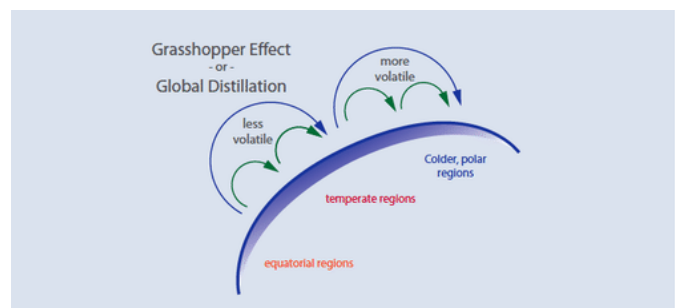 Grasshopper Effect
- or -
Global Distillation
more
volatile
less
volatile
Colder, polar
regions
temperate regions
equatorial regions